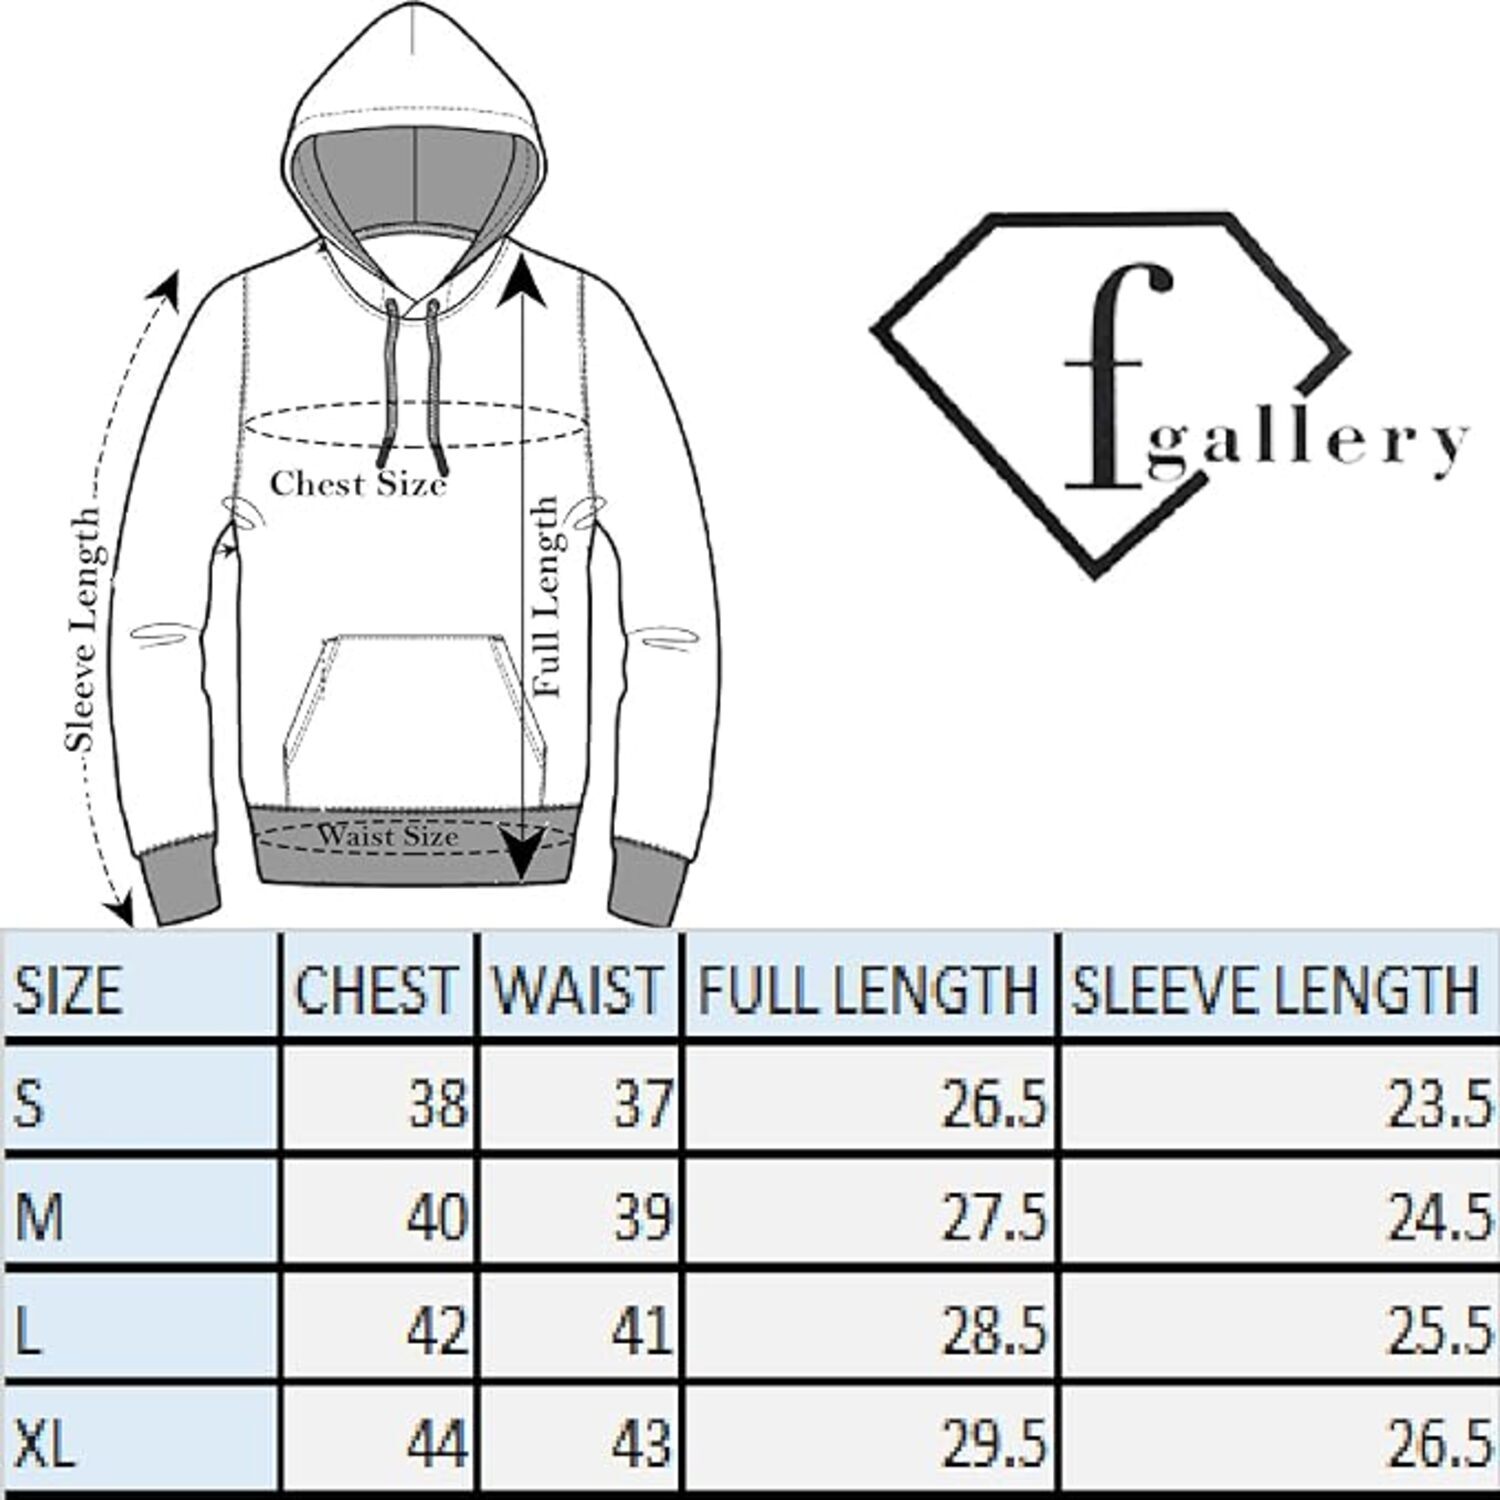 f gallery
Chest Size
Full Length
Sleeve Length
Waist Size
SIZE CHEST WAIST FULL LENGTH SLEEVE LENGTH
S 38 37 26.5 23.5
M 40 39 27.5 24.5
L 42 41 28.5 25.5
XL 44 43 29.5 26.5